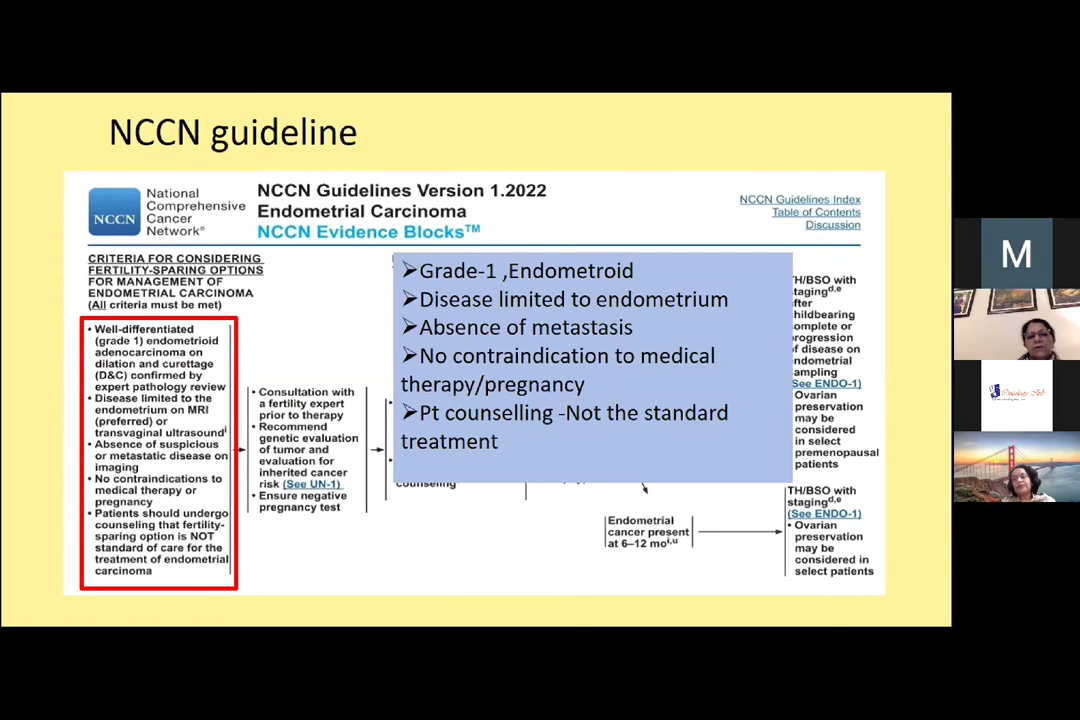 NCCN guideline
National
Comprehensive
Cancer
Network®
NCCN
NCCN Guidelines Version 1.2022
Endometrial Carcinoma
NCCN Evidence Blocks™
NCCN Guidelines Index
Table of Contents
Discussion
CRITERIA FOR CONSIDERING
FERTILITY-SPARING OPTIONS
FOR MANAGEMENT OF
ENDOMETRIAL CARCINOMA
(All criteria must be met)
• Well-differentiated
(grade 1) endometrioid
adenocarcinoma on
dilation and curettage
(D&C) confirmed by
expert pathology review
• Disease limited to the
endometrium on MRI
(preferred) or
transvaginal ultrasoundi
• Absence of suspicious
or metastatic disease on
imaging
• No contraindications to
medical therapy or
pregnancy
• Patients should undergo
counseling that fertility-
sparing option is NOT
standard of care for the
treatment of endometrial
carcinoma
• Consultation with
a fertility expert
prior to therapy
• Recommend
genetic evaluation
of tumor and
evaluation for
inherited cancer
risk (See UN-1)
• Ensure negative
pregnancy test
➢Grade-1 ,Endometroid
➢Disease limited to endometrium
➢Absence of metastasis
➢No contraindication to medical
therapy/pregnancy
➢Pt counselling -Not the standard
treatment
counseling
Endometrial
cancer present
at 6–12 moi,u
TH/BSO with
stagingd,e
after
childbearing
complete or
progression
of disease on
endometrial
sampling
(See ENDO-1)
• Ovarian
preservation
may be
considered
in select
premenopausal
patients
TH/BSO with
stagingd,e
(See ENDO-1)
• Ovarian
preservation
may be
considered in
select patients
M
Oncology Club